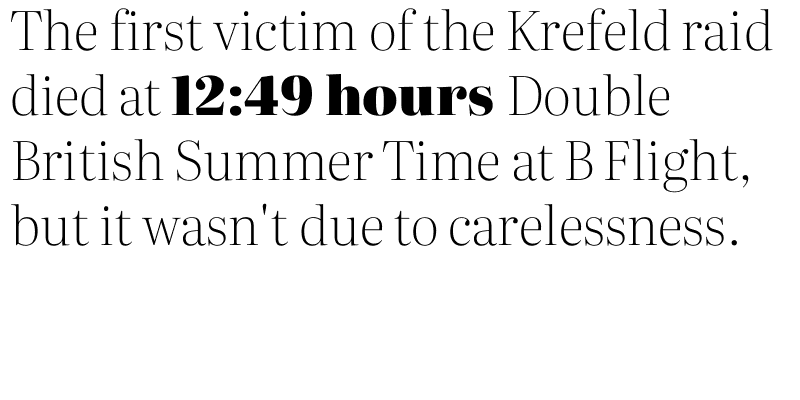 The first victim of the Krefeld raid
died at 12:49 hours Double
British Summer Time at B Flight,
but it wasn't due to carelessness.